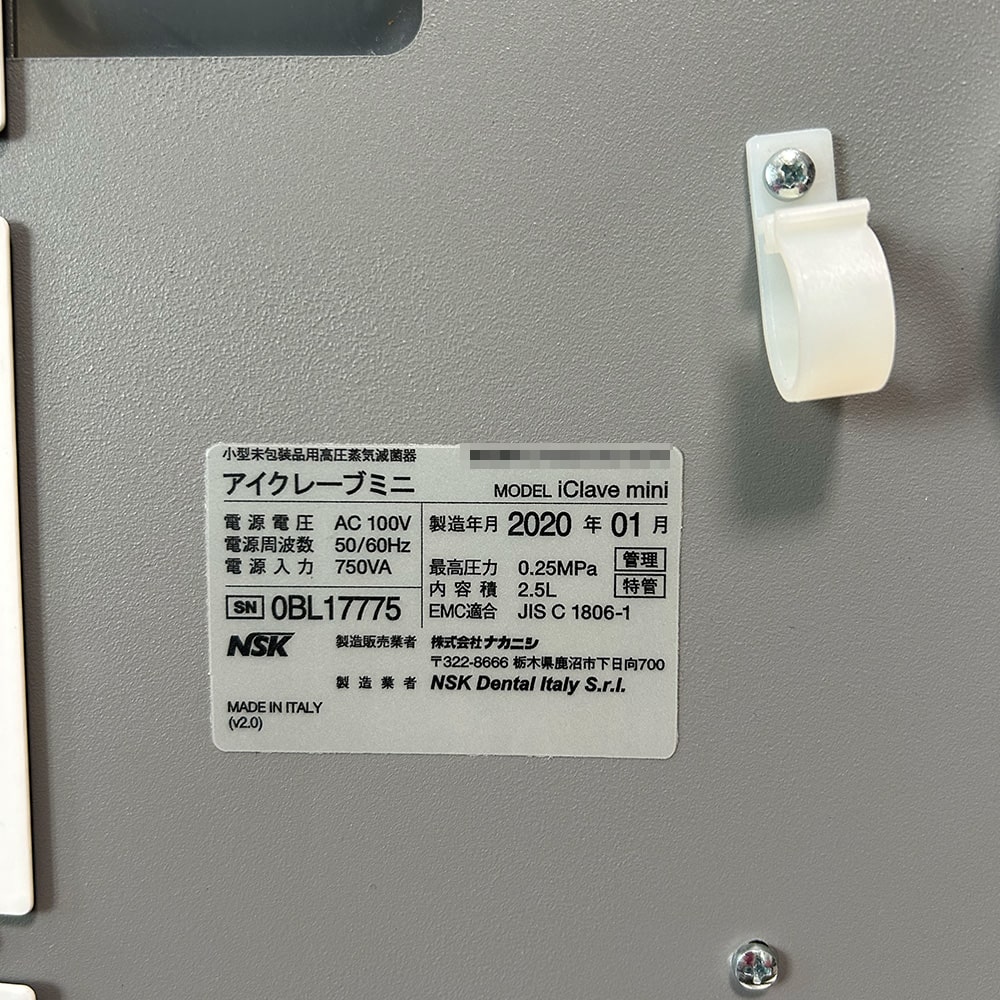 小型未包装品用高圧蒸気滅菌器
アイクレーブミニ
MODEL iClave mini
電源電圧 AC 100V
電源周波数 50/60Hz
電源入力 750VA
SN 0BL17775
製造年月 2020 年 01 月
最高圧力 0.25MPa 管理
内容積 2.5L 特管
EMC適合 JIS C 1806-1
NSK 製造販売業者 株式会社ナカニシ
〒322-8666 栃木県鹿沼市下日向700
製造業者 NSK Dental Italy S.r.l.
MADE IN ITALY
(v2.0)